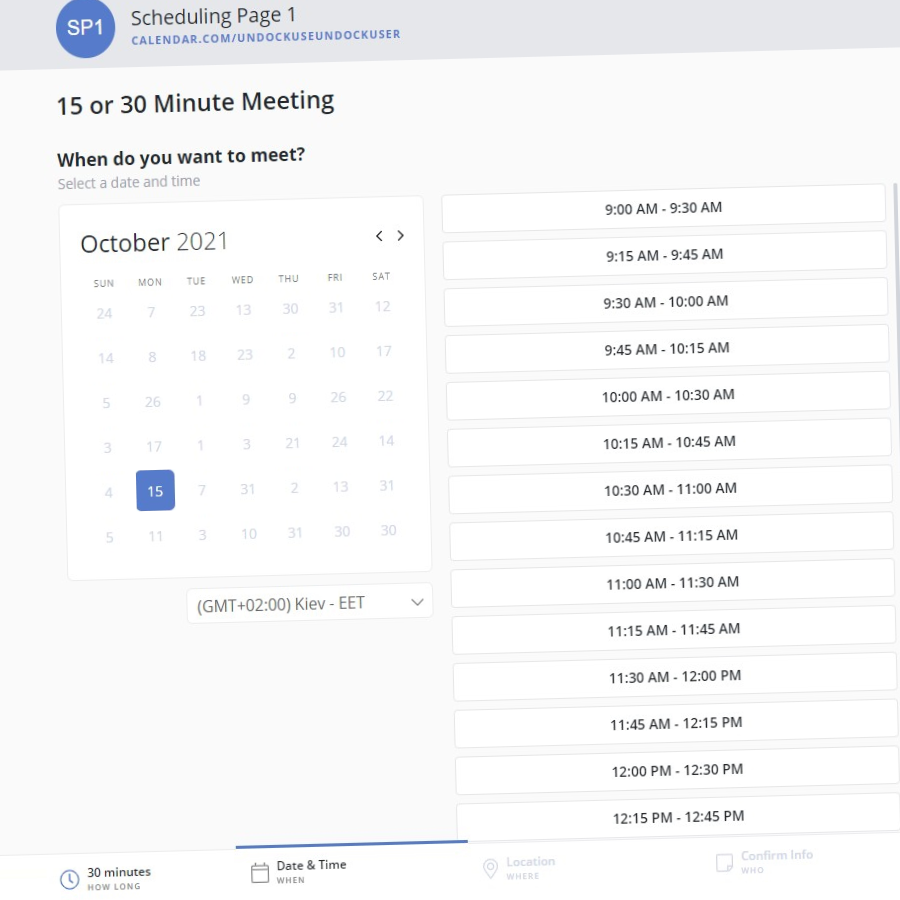 SP1
Scheduling Page 1
CALENDAR.COM/UNDOCKUSEUNDOCKUSER
15 or 30 Minute Meeting
When do you want to meet?
Select a date and time
October 2021
SUN MON TUE WED THU FRI SAT
24 7 23 13 30 31 12
14 8 18 23 2 10 17
5 26 1 9 9 26 22
3 17 1 3 21 24 14
4 15 7 31 2 13 31
5 11 3 10 31 30 30
(GMT+02:00) Kiev - EET
9:00 AM - 9:30 AM
9:15 AM - 9:45 AM
9:30 AM - 10:00 AM
9:45 AM - 10:15 AM
10:00 AM - 10:30 AM
10:15 AM - 10:45 AM
10:30 AM - 11:00 AM
10:45 AM - 11:15 AM
11:00 AM - 11:30 AM
11:15 AM - 11:45 AM
11:30 AM - 12:00 PM
11:45 AM - 12:15 PM
12:00 PM - 12:30 PM
12:15 PM - 12:45 PM
30 minutes
HOW LONG
Date & Time
WHEN
Location
WHERE
Confirm Info
WHO